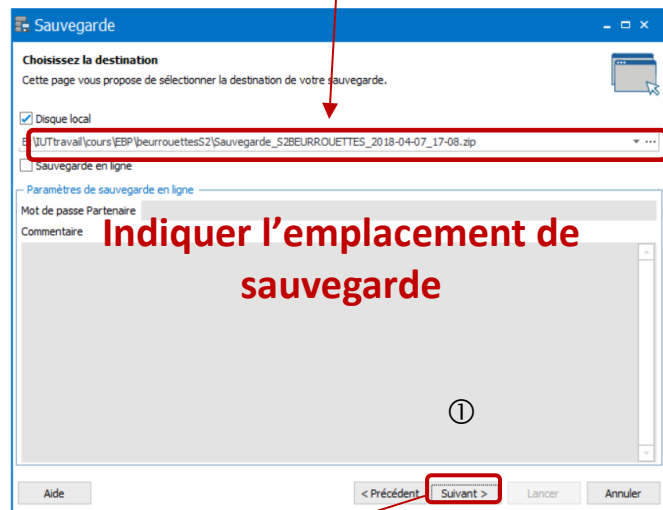 Sauvegarde
Choisissez la destination
Cette page vous propose de sélectionner la destination de votre sauvegarde.
Disque local
E:\IUTtravail\cours\EBP\beurrouettesS2\Sauvegarde_S2BEURROUETTES_2018-04-07_17-08.zip
Sauvegarde en ligne
Paramètres de sauvegarde en ligne
Mot de passe Partenaire
Commentaire
Indiquer l’emplacement de
sauvegarde
①
Aide
< Précédent
Suivant >
Lancer
Annuler